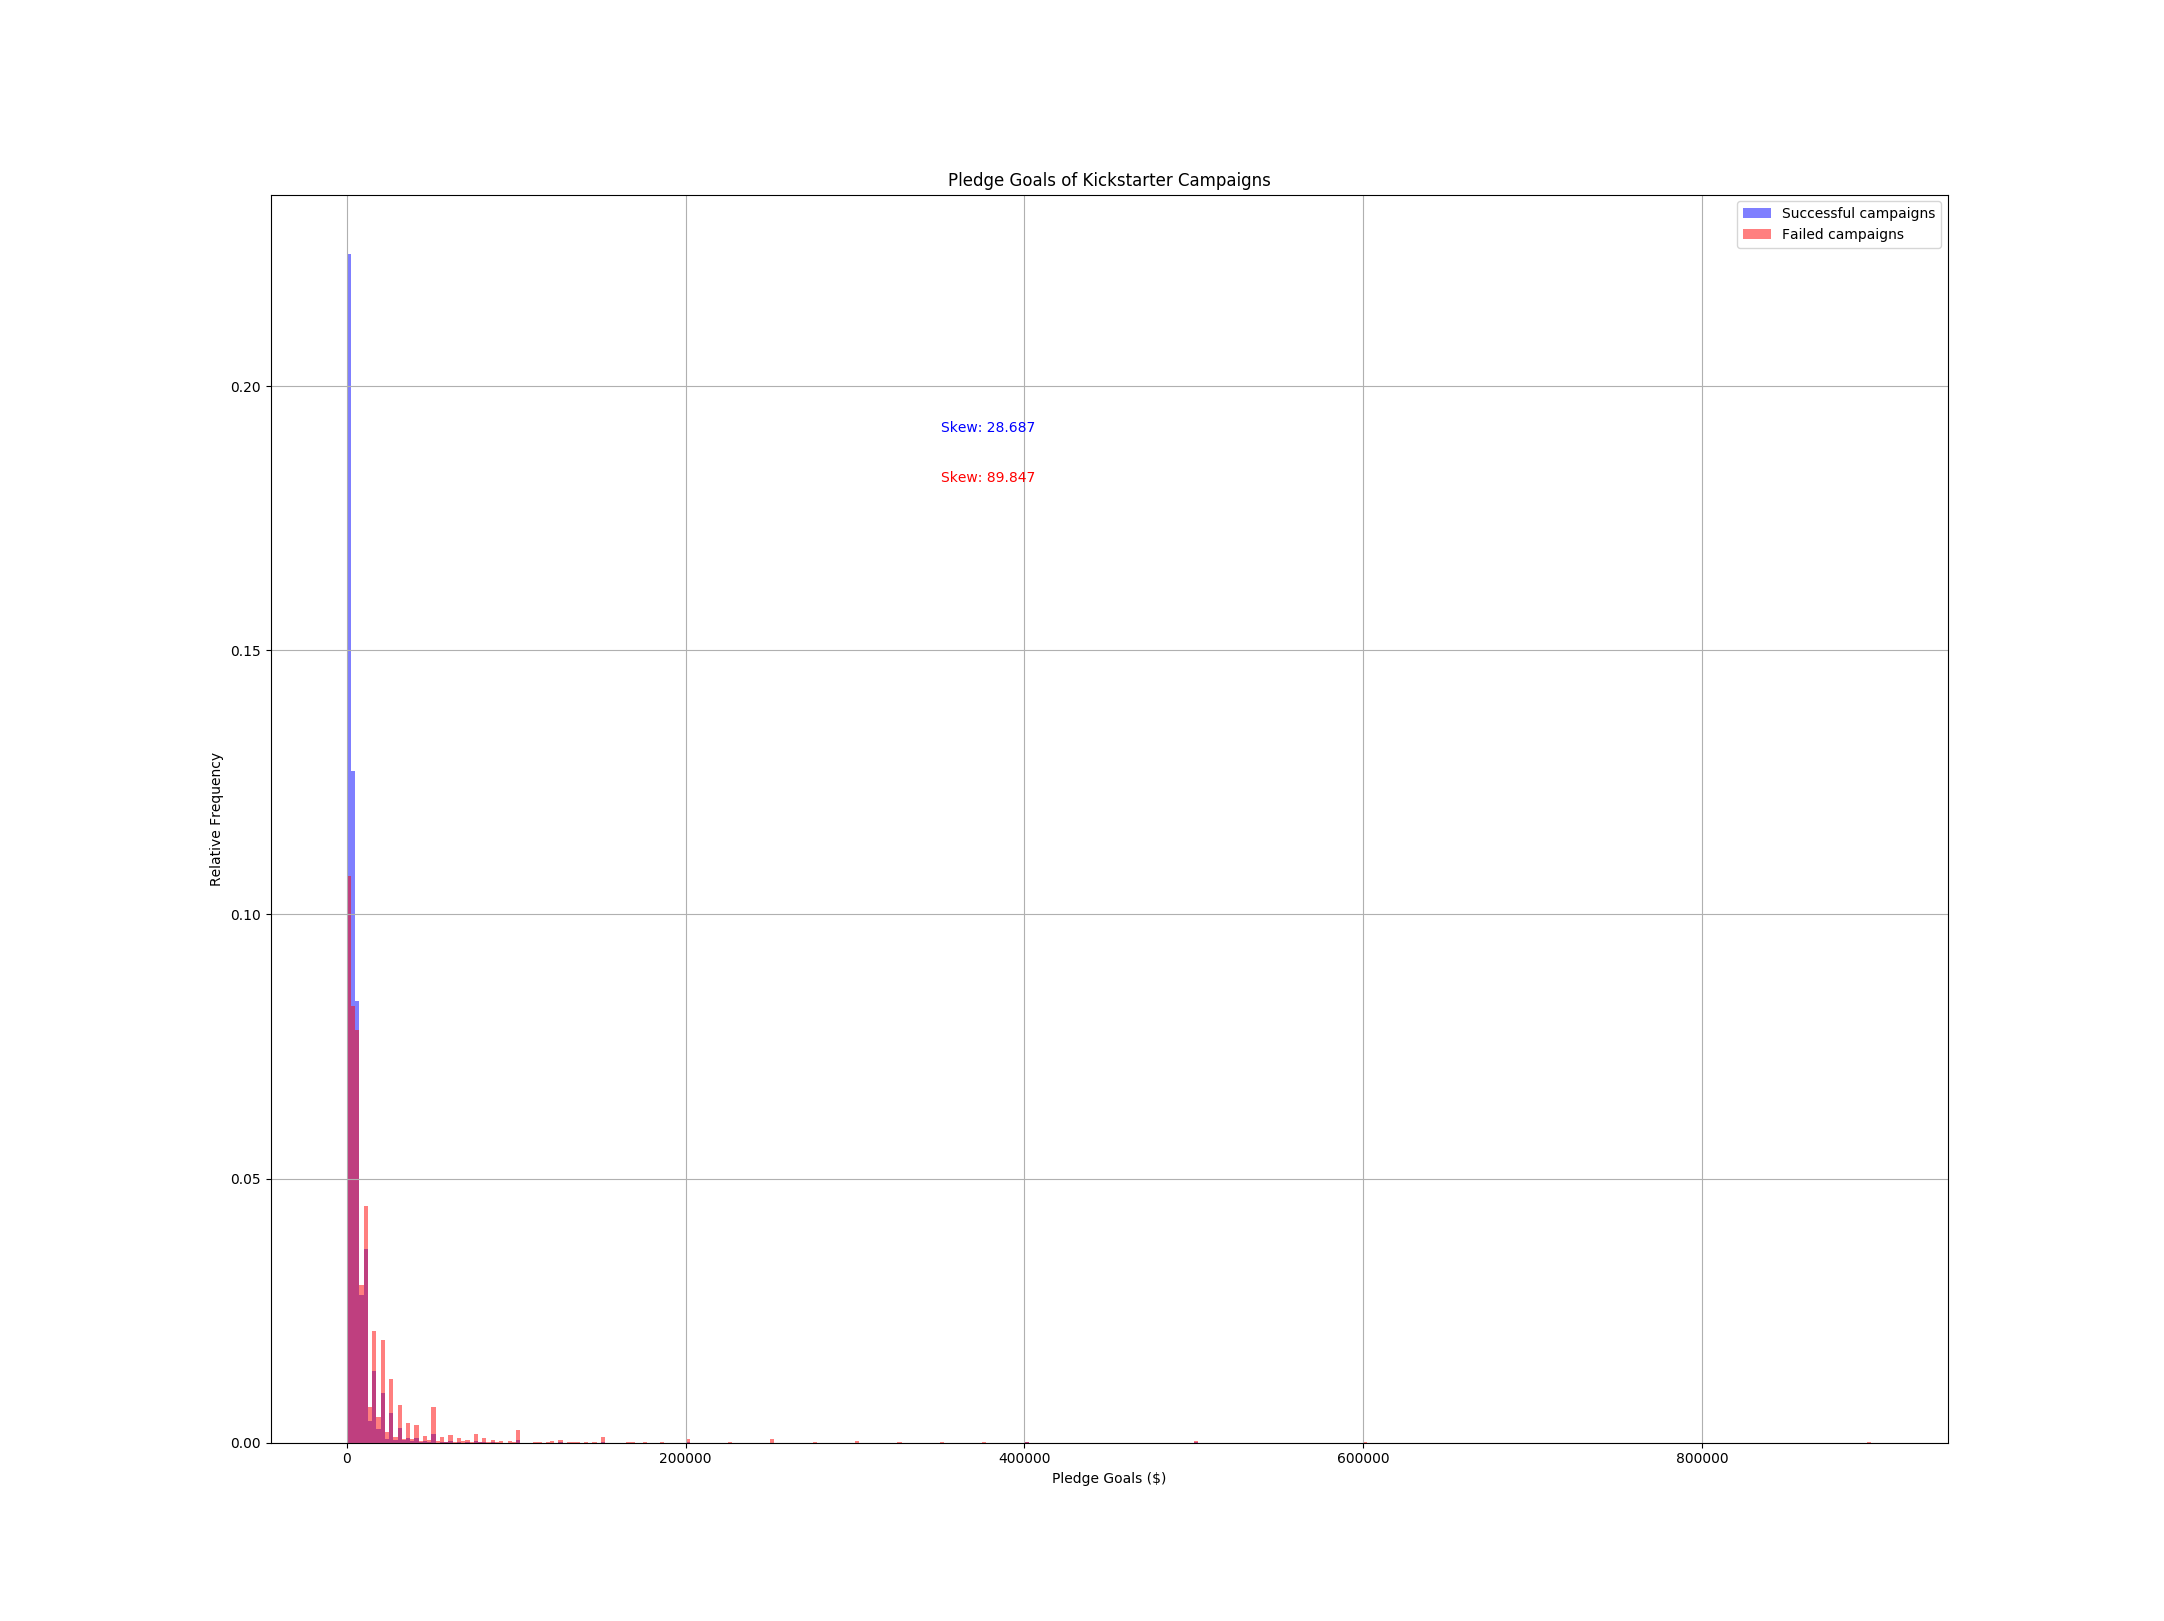 Pledge Goals of Kickstarter Campaigns
Successful campaigns
Failed campaigns
0.20
Skew: 28.687
Skew: 89.847
0.15
Relative Frequency
0.10
0.05
0.00
0 200000 400000 600000 800000
Pledge Goals ($)